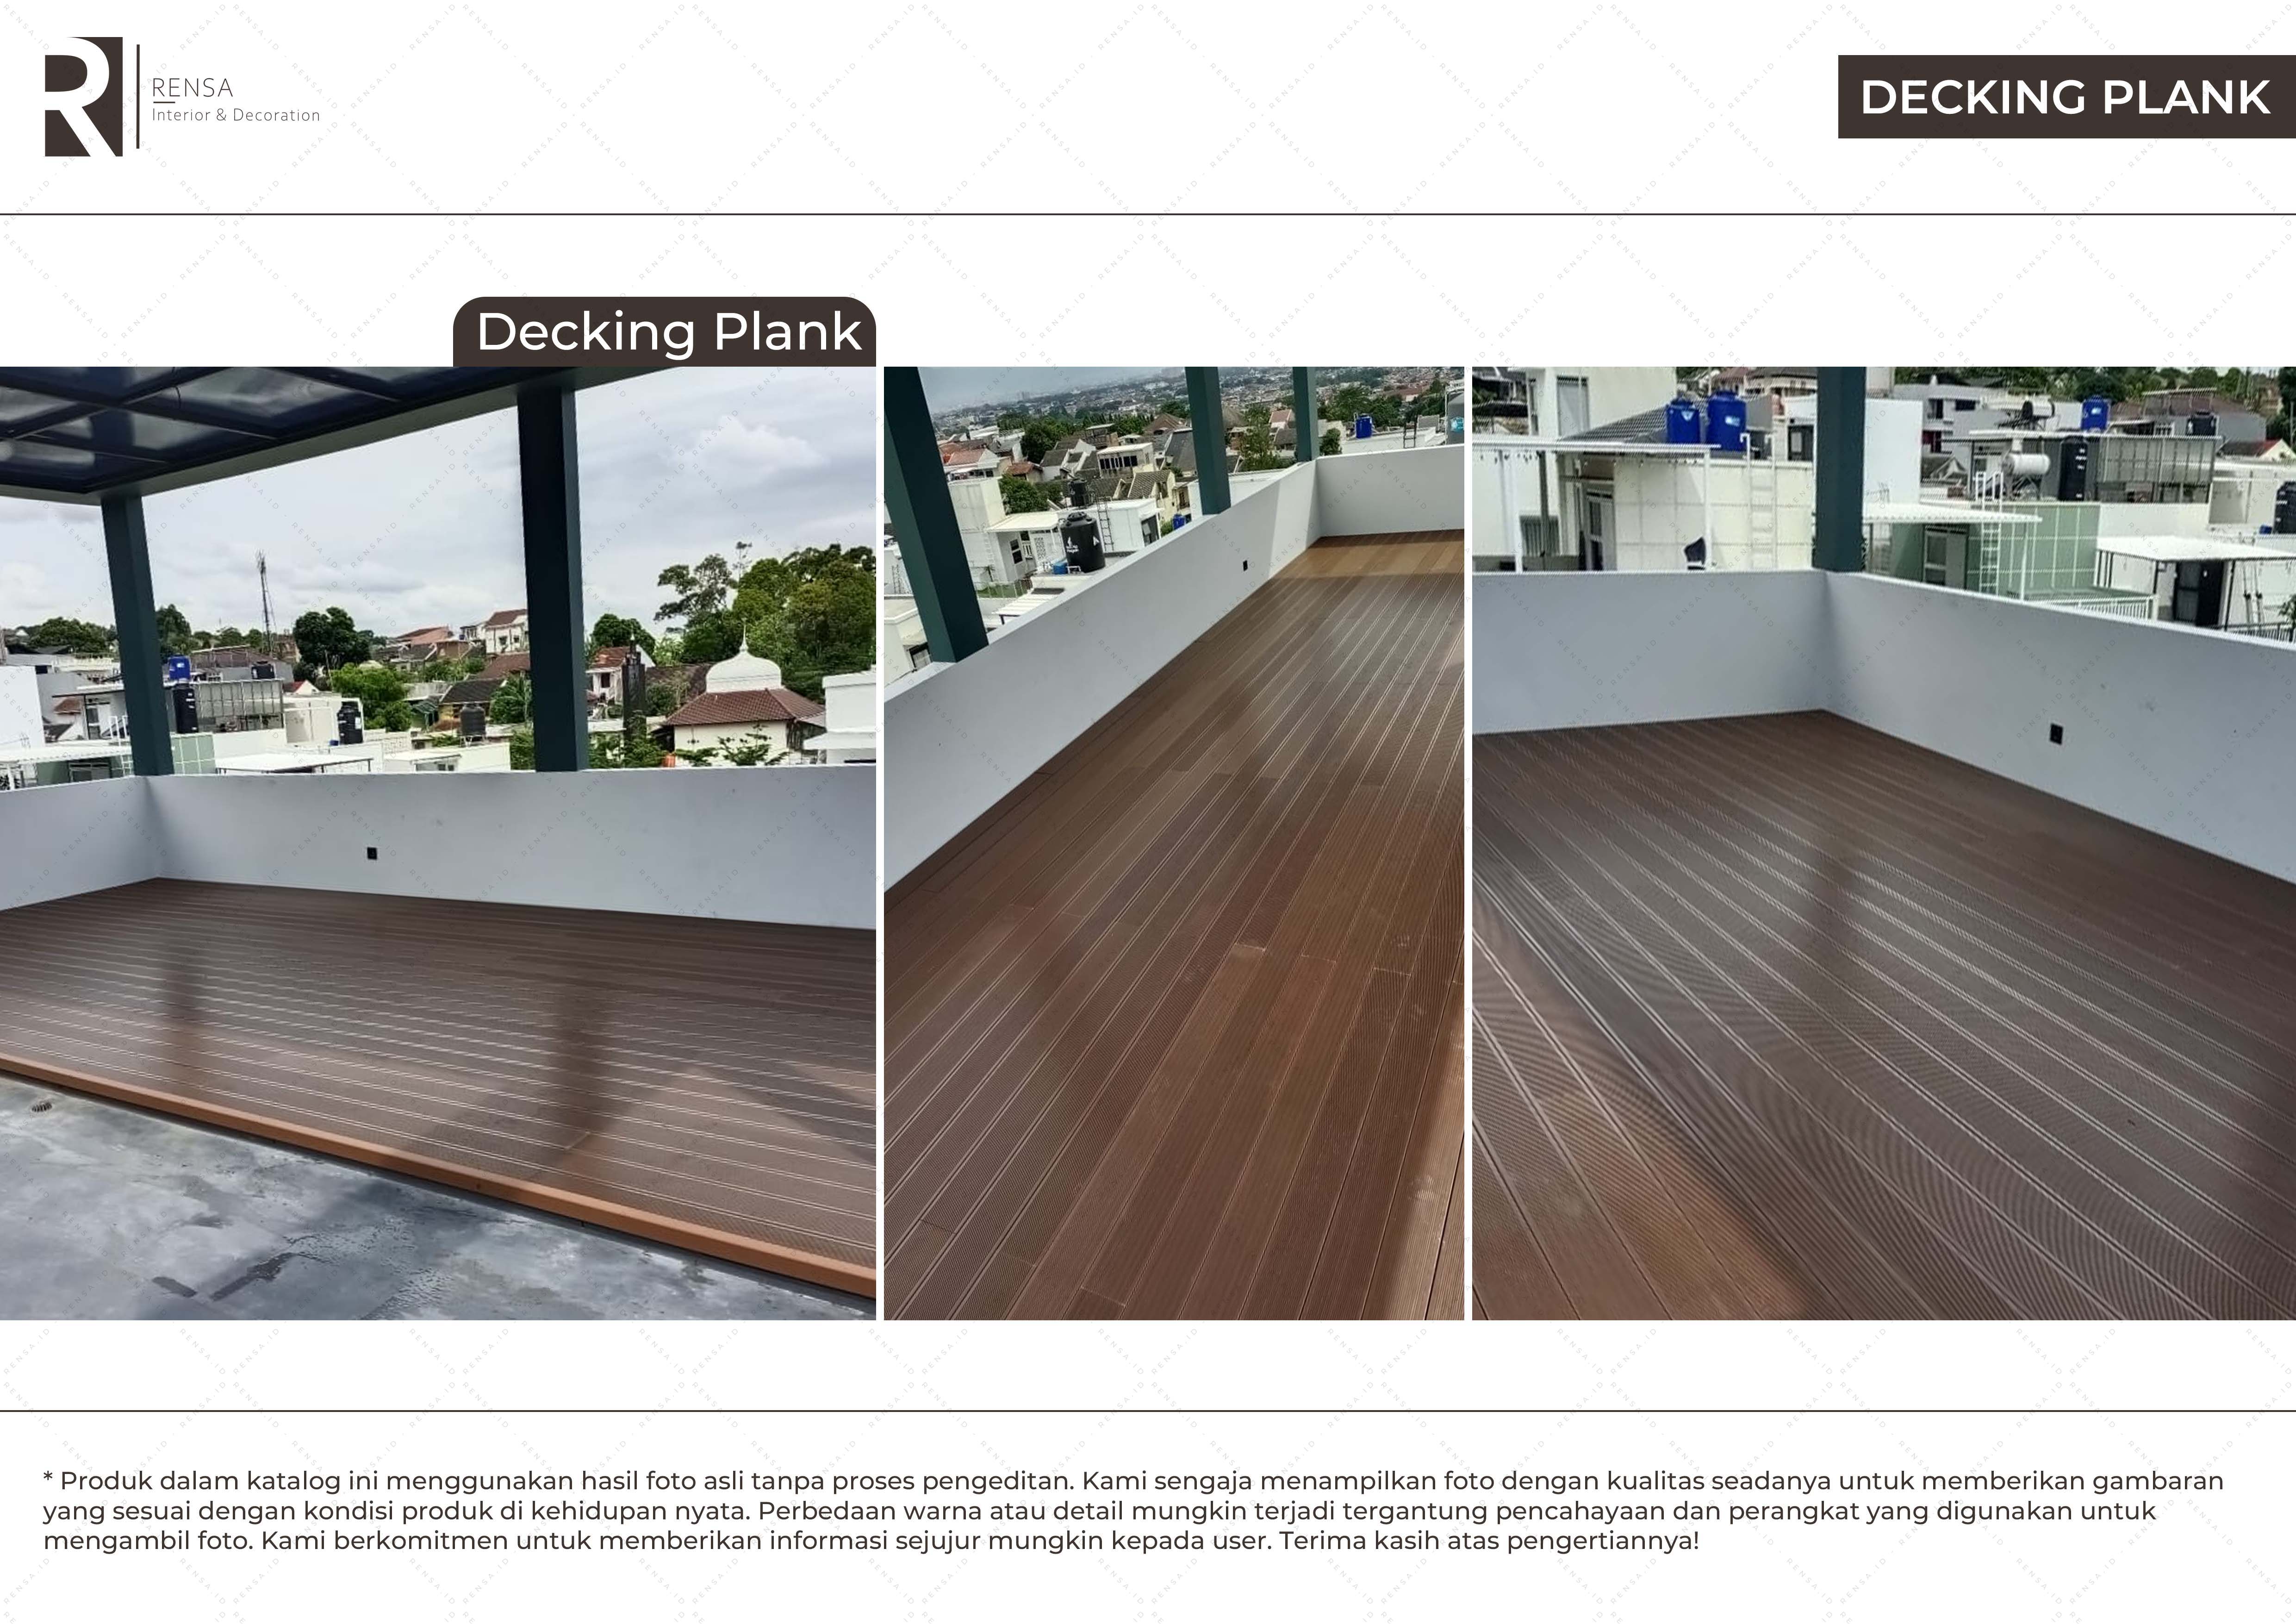 RENSA
Interior & Decoration
DECKING PLANK
Decking Plank
* Produk dalam katalog ini menggunakan hasil foto asli tanpa proses pengeditan. Kami sengaja menampilkan foto dengan kualitas seadanya untuk memberikan gambaran
yang sesuai dengan kondisi produk di kehidupan nyata. Perbedaan warna atau detail mungkin terjadi tergantung pencahayaan dan perangkat yang digunakan untuk
mengambil foto. Kami berkomitmen untuk memberikan informasi sejujur mungkin kepada user. Terima kasih atas pengertiannya!
RENSA.ID